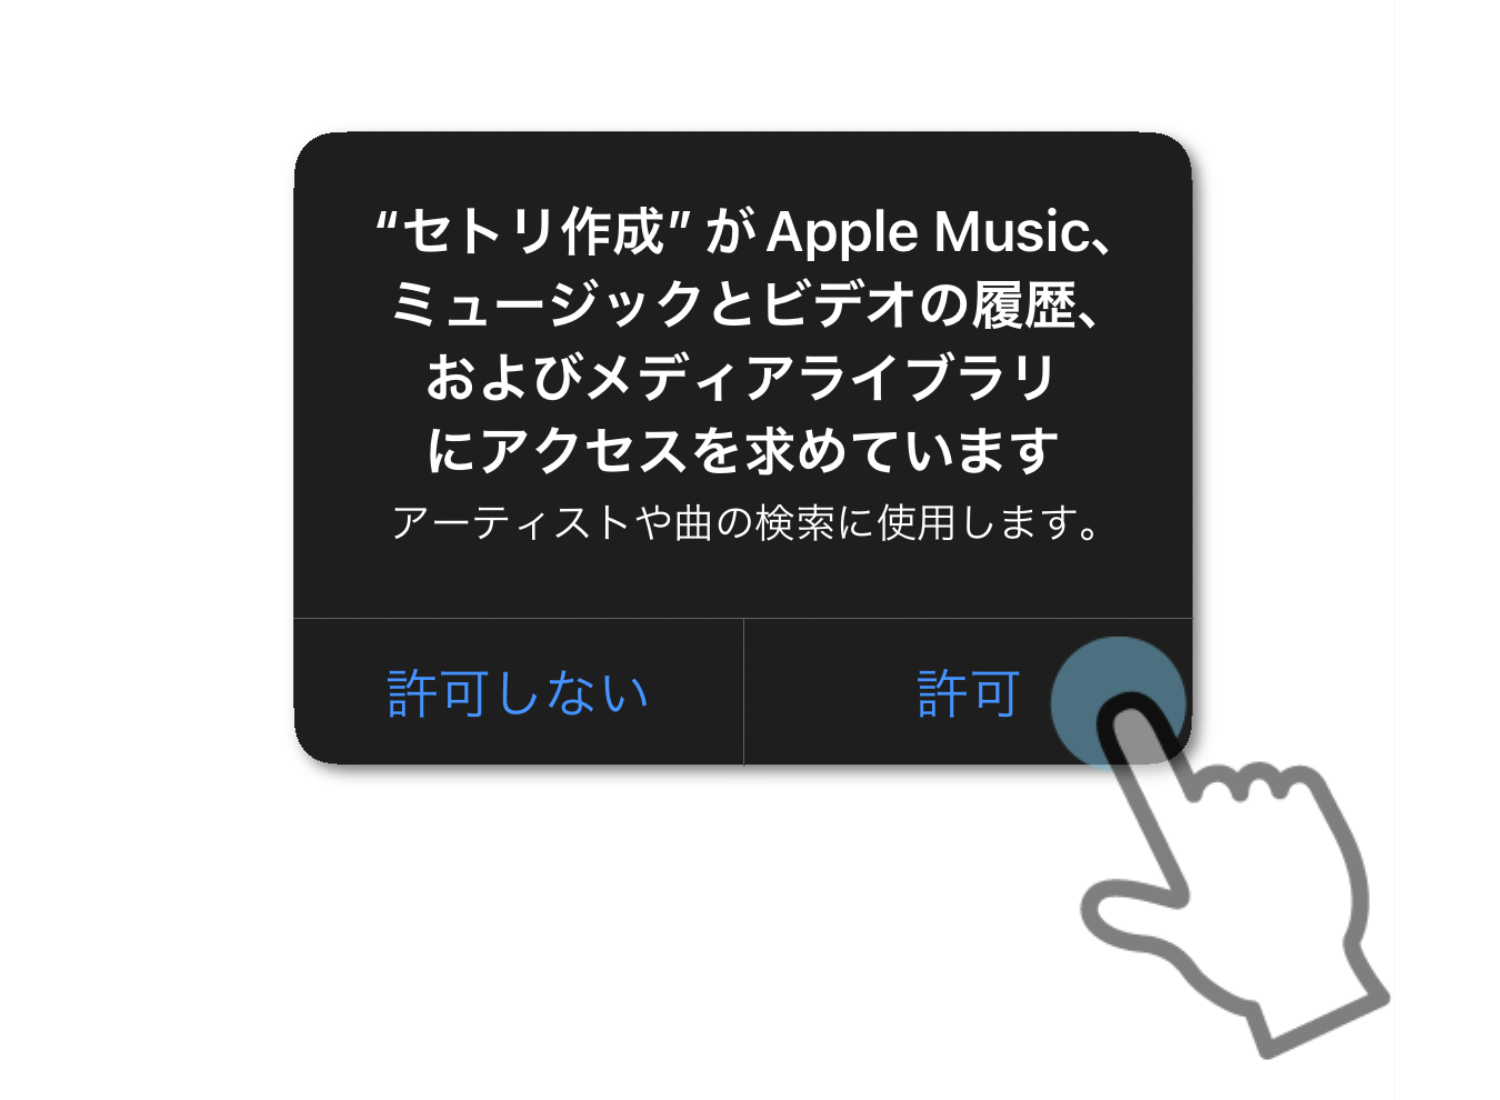 “セトリ作成” が Apple Music、
ミュージックとビデオの履歴、
およびメディアライブラリ
にアクセスを求めています
アーティストや曲の検索に使用します。
許可しない
許可